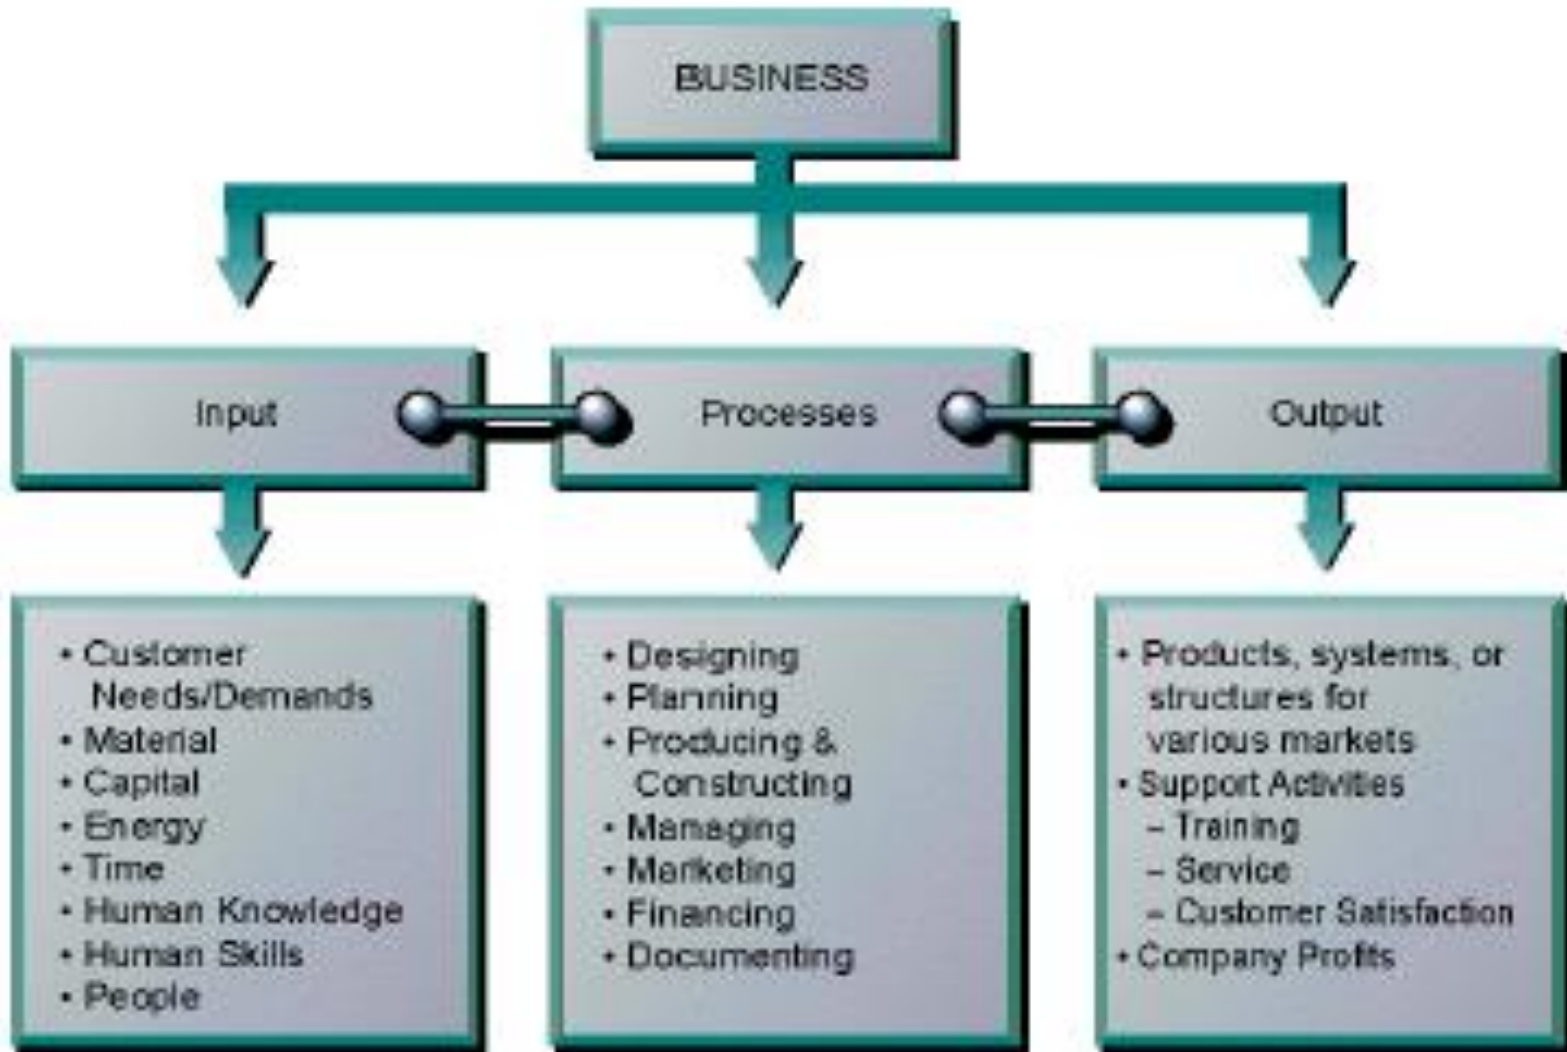 BUSINESS
Input
Processes
Output
• Customer
Needs/Demands
• Material
• Capital
• Energy
• Time
• Human Knowledge
• Human Skills
• People
• Designing
• Planning
• Producing &
Constructing
• Managing
• Marketing
• Financing
• Documenting
• Products, systems, or
structures for
various markets
• Support Activities
– Training
– Service
– Customer Satisfaction
• Company Profits